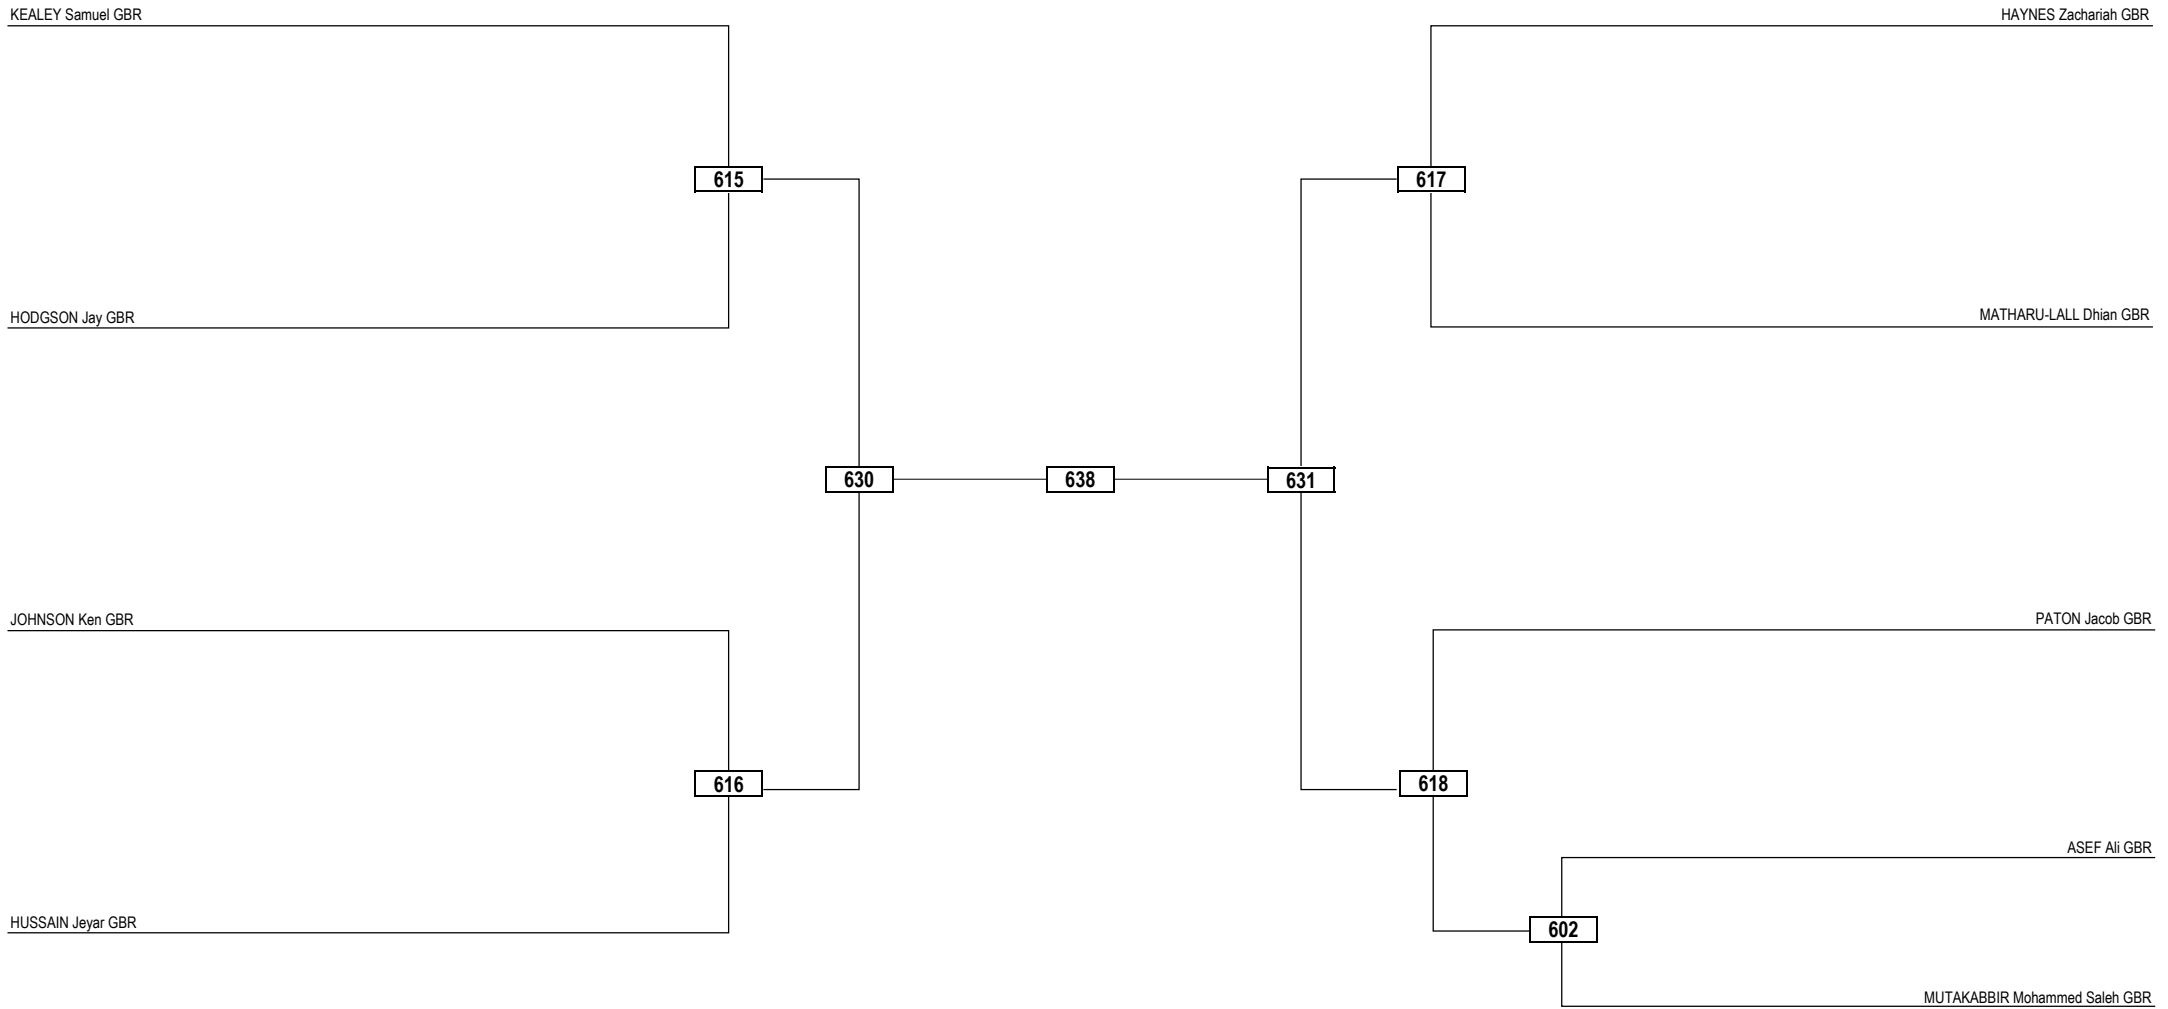 KEALEY Samuel GBR
HAYNES Zachariah GBR
615
617
HODGSON Jay GBR
MATHARU-LALL Dhian GBR
630
638
631
JOHNSON Ken GBR
PATON Jacob GBR
616
618
ASEF Ali GBR
HUSSAIN Jeyar GBR
602
MUTAKABBIR Mohammed Saleh GBR